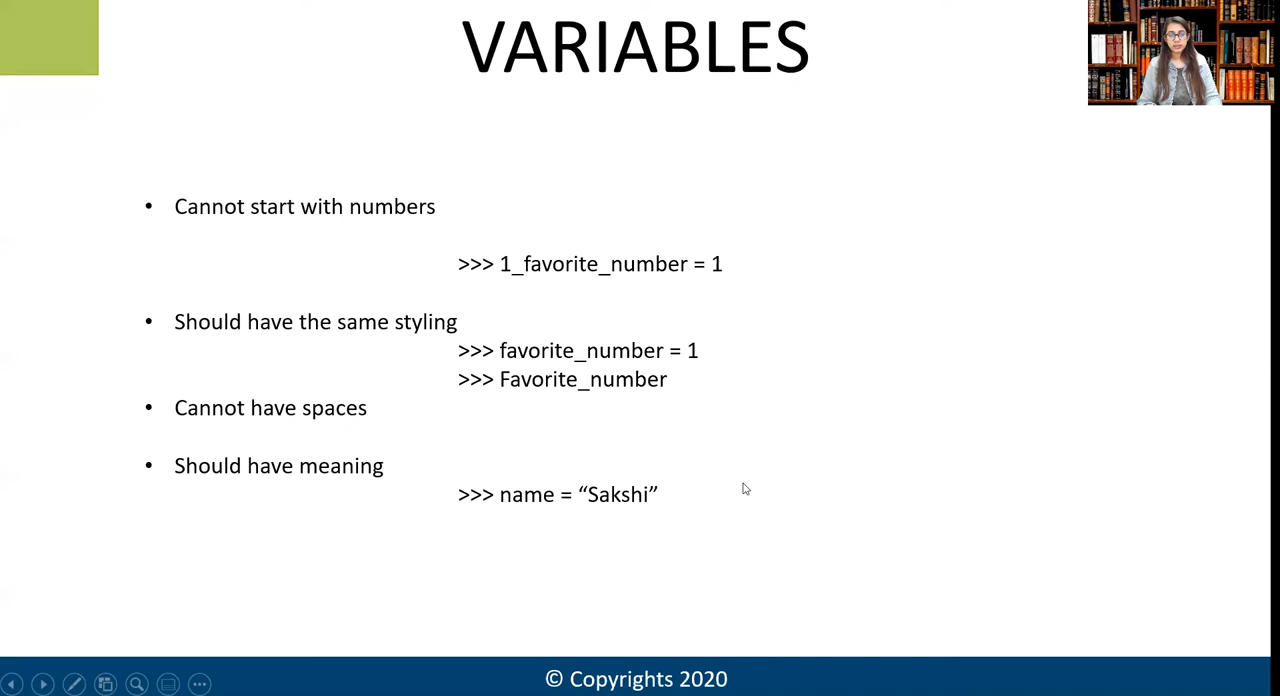 VARIABLES
• Cannot start with numbers
>>> 1_favorite_number = 1
• Should have the same styling
>>> favorite_number = 1
>>> Favorite_number
• Cannot have spaces
• Should have meaning
>>> name = “Sakshi”
© Copyrights 2020